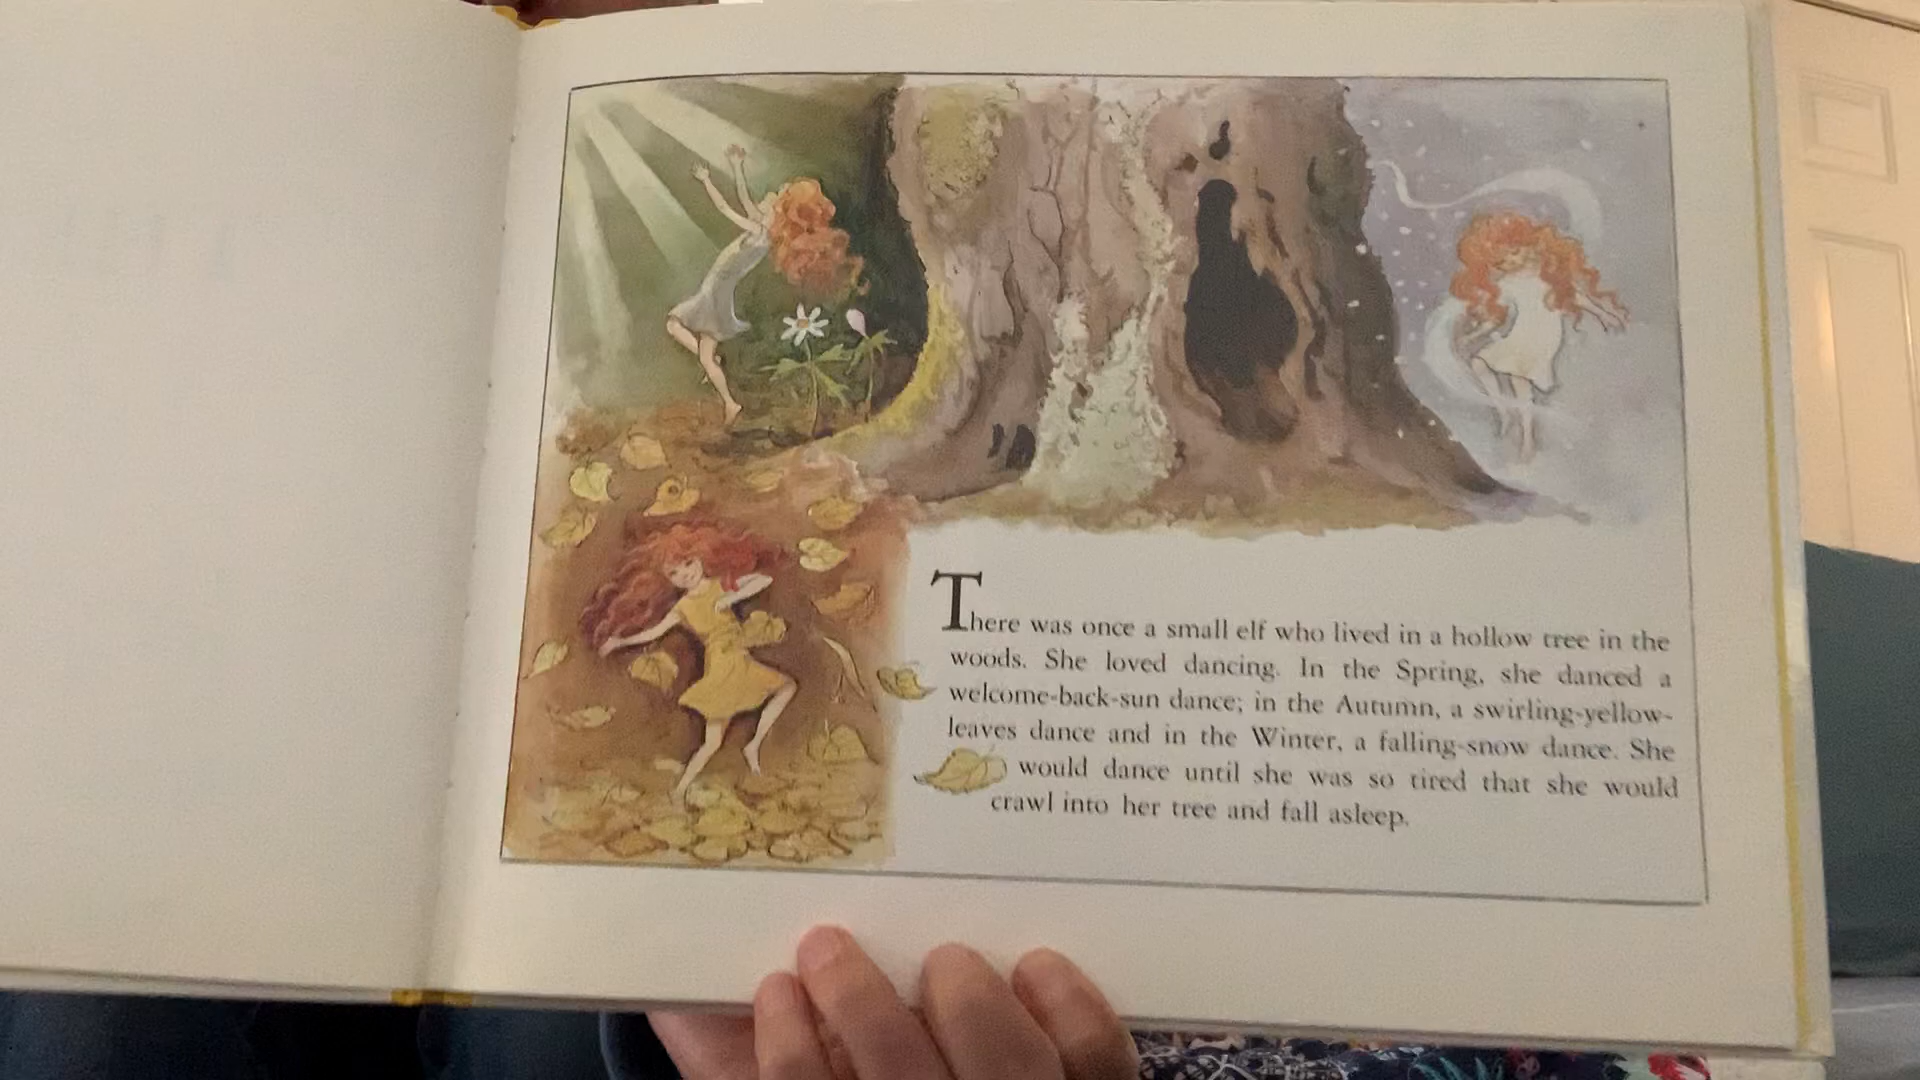 There was once a small elf who lived in a hollow tree in the
woods. She loved dancing. In the Spring, she danced a
welcome-back-sun dance; in the Autumn, a swirling-yellow-
leaves dance and in the Winter, a falling-snow dance. She
would dance until she was so tired that she would
crawl into her tree and fall asleep.